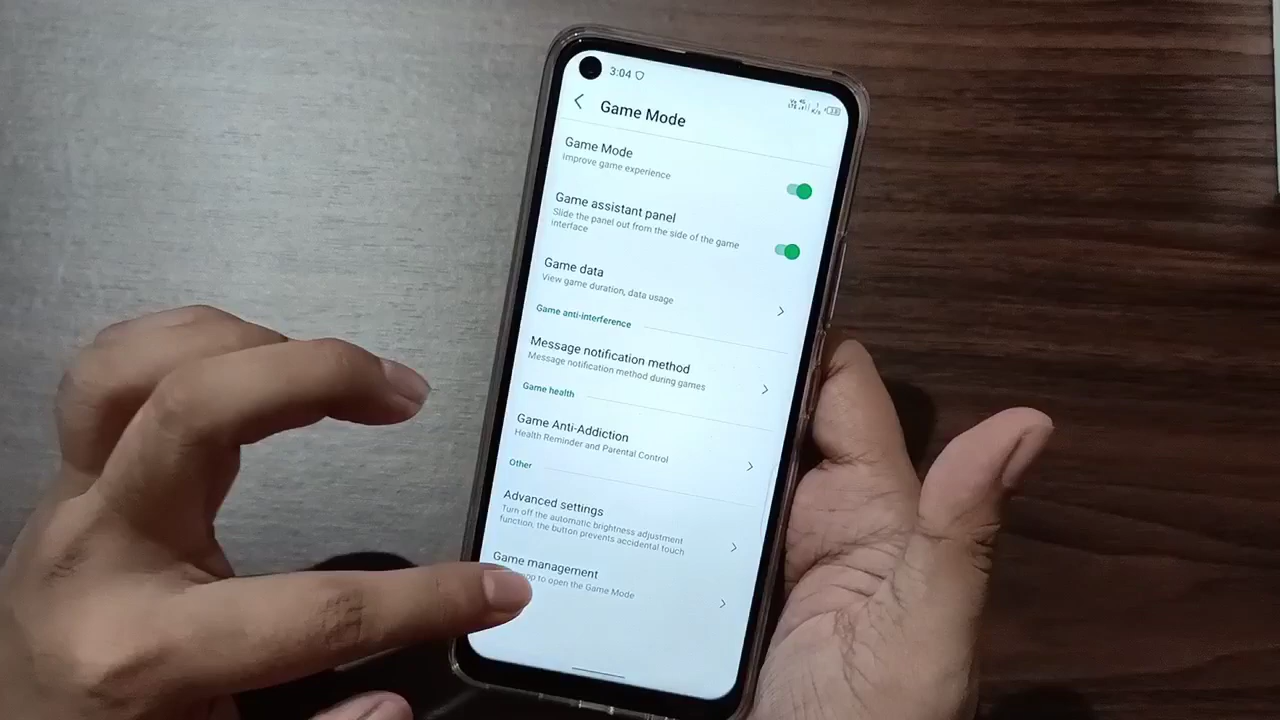 3:04
Game Mode
Game Mode
Improve game experience
Game assistant panel
Slide the panel out from the side of the game
interface
Game data
View game duration, data usage
Game anti-interference
Message notification method
Message notification method during games
Game health
Game Anti-Addiction
Health Reminder and Parental Control
Other
Advanced settings
Turn off the automatic brightness adjustment
function, the button prevents accidental touch
Game management
to open the Game Mode